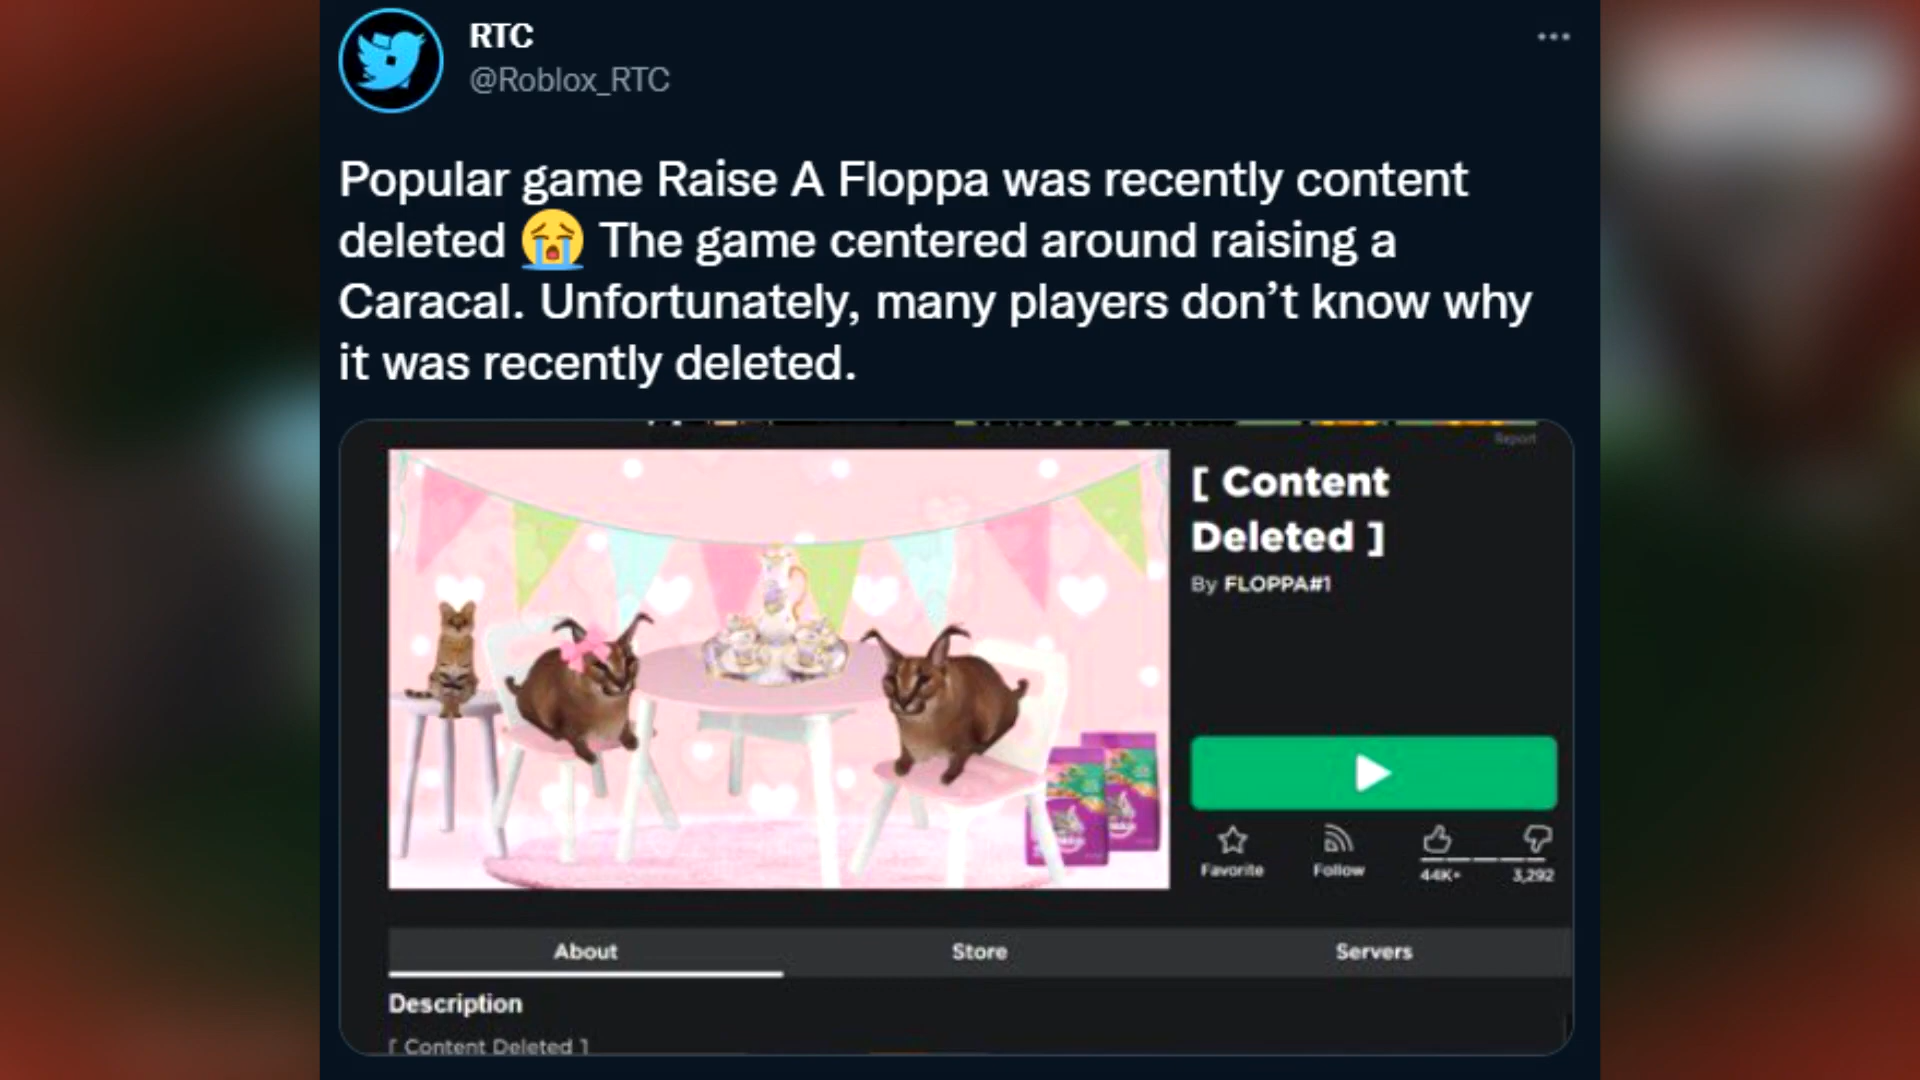 RTC
@Roblox_RTC
Popular game Raise A Floppa was recently content
deleted 😭 The game centered around raising a
Caracal. Unfortunately, many players don’t know why
it was recently deleted.
Report
[ Content
Deleted ]
By FLOPPA#1
Favorite
Follow
44K+
3,292
About
Store
Servers
Description
[ Content Deleted ]